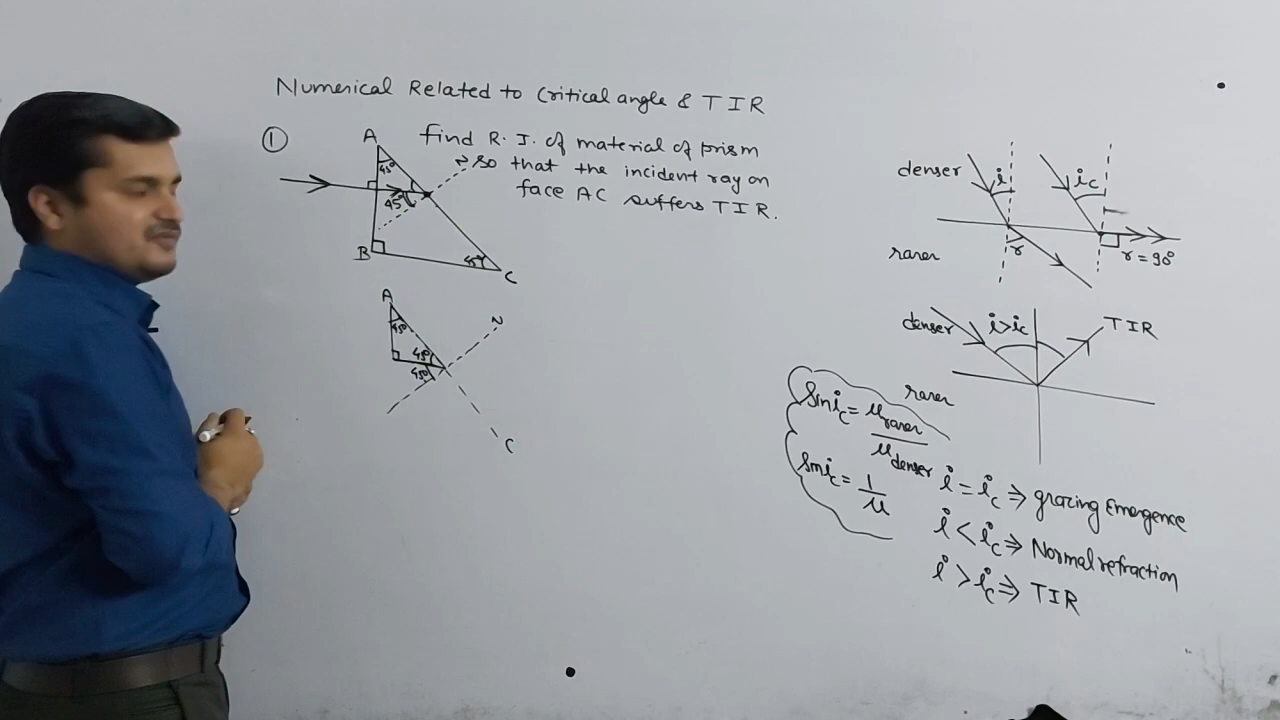 Numerical Related to Critical angle & TIR
① Find R.I. of material of prism
so that the incident ray on
face AC suffers TIR.
A
45°
N
45°
B
45°
C
A
45°
N
45°
45°
C
denser
i
ic
rarer
r
r = 90°
denser
i>ic
TIR
rarer
Sin ic = μrarer / μdenser
Sin ic = 1/μ
i = ic ⇒ grazing Emergence
i < ic ⇒ Normal refraction
i > ic ⇒ TIR